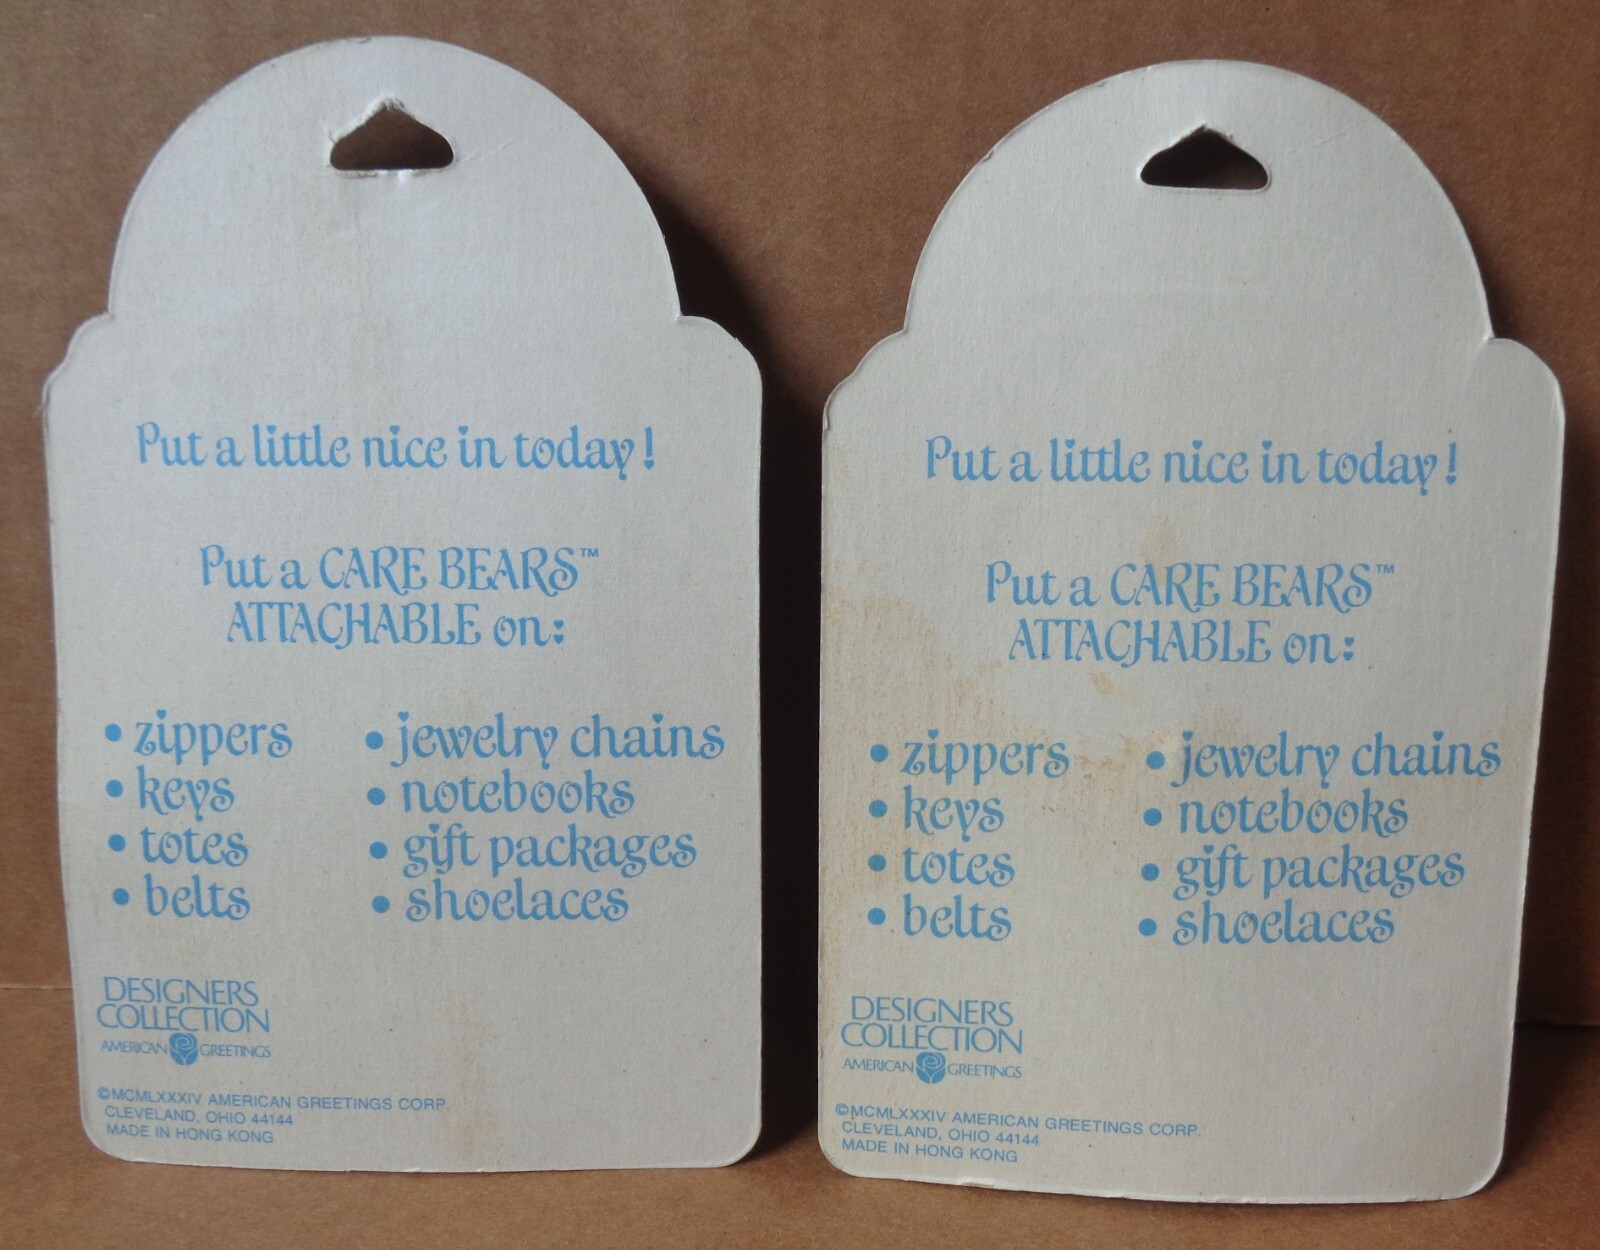 Put a little nice in today!
Put a CARE BEARS™
ATTACHABLE on:
• zippers
• keys
• totes
• belts
• jewelry chains
• notebooks
• gift packages
• shoelaces
DESIGNERS
COLLECTION
AMERICAN GREETINGS
©MCMLXXXIV AMERICAN GREETINGS CORP.
CLEVELAND, OHIO 44144
MADE IN HONG KONG
Put a little nice in today!
Put a CARE BEARS™
ATTACHABLE on:
• zippers
• keys
• totes
• belts
• jewelry chains
• notebooks
• gift packages
• shoelaces
DESIGNERS
COLLECTION
AMERICAN GREETINGS
©MCMLXXXIV AMERICAN GREETINGS CORP.
CLEVELAND, OHIO 44144
MADE IN HONG KONG